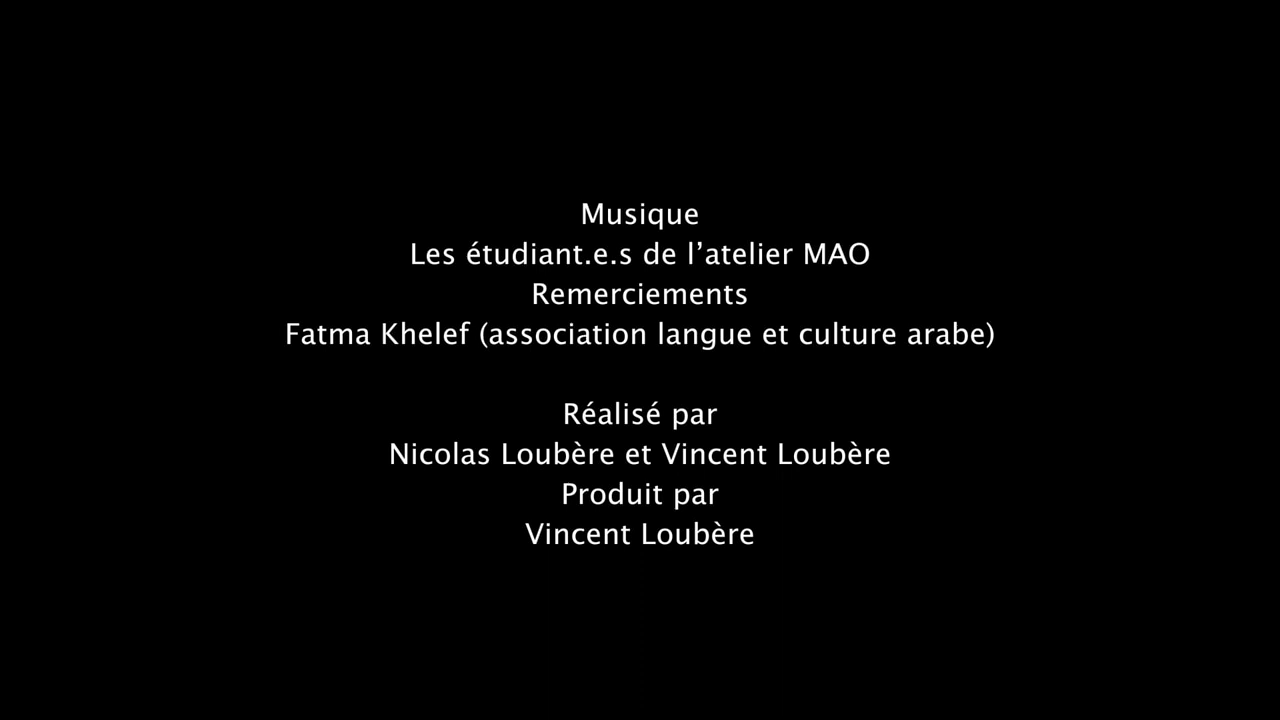 Musique
Les étudiant.e.s de l’atelier MAO
Remerciements
Fatma Khelef (association langue et culture arabe)
Réalisé par
Nicolas Loubère et Vincent Loubère
Produit par
Vincent Loubère